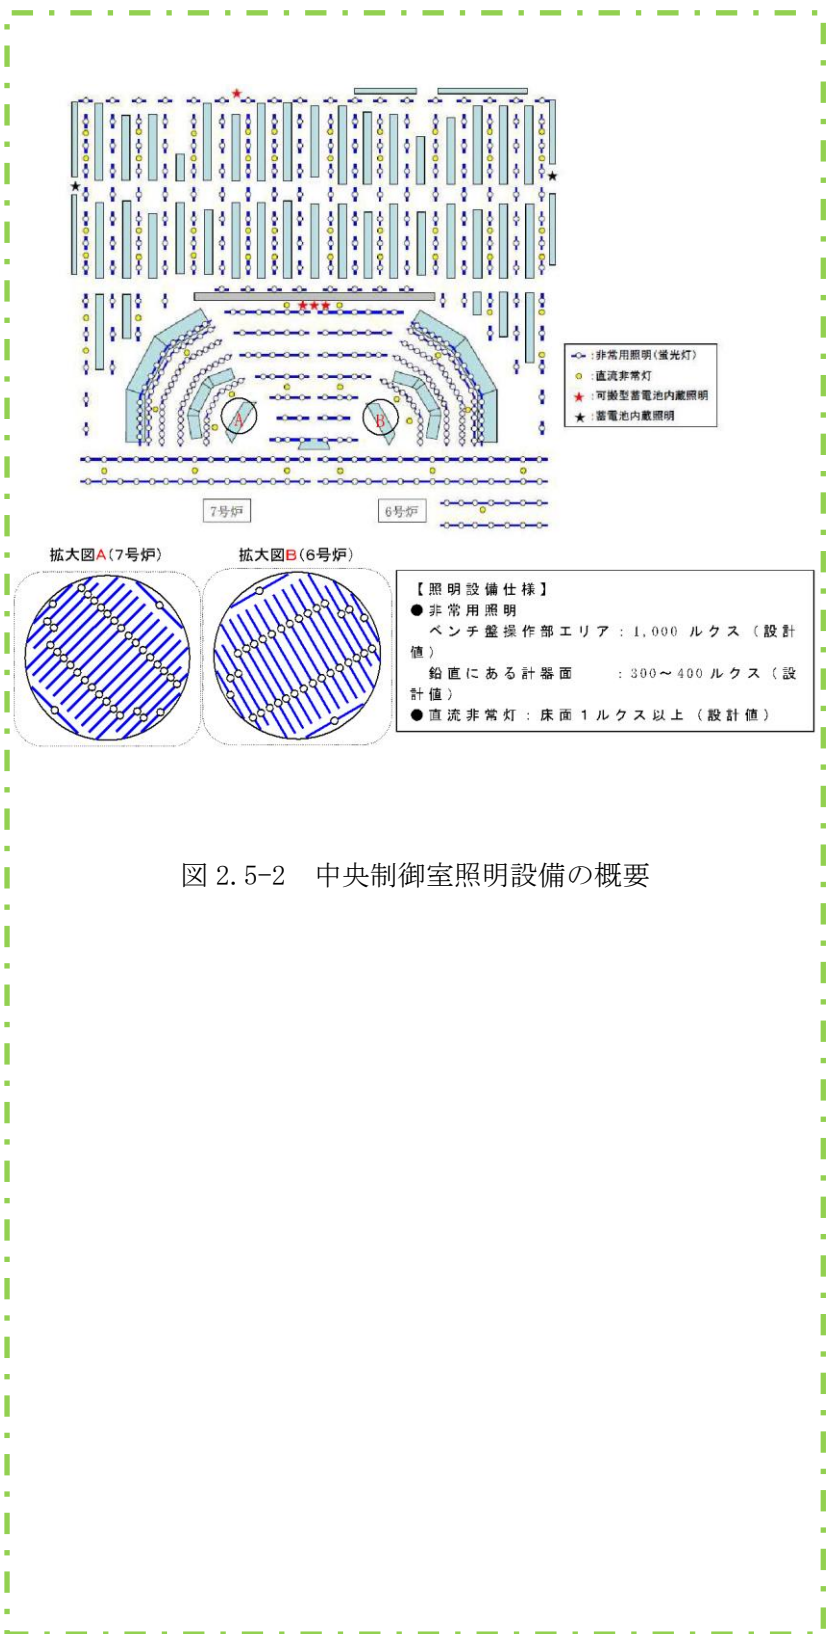 :非常用照明(蛍光灯)
:直流非常灯
:可搬型蓄電池内蔵照明
:蓄電池内蔵照明
A
B
7号炉
6号炉
拡大図A(7号炉)
拡大図B(6号炉)
【照明設備仕様】
●非常用照明
ベンチ盤操作部エリア:1,000 ルクス(設計
値)
鉛直にある計器面 :300~400 ルクス(設
計値)
●直流非常灯:床面1ルクス以上(設計値)
図 2.5-2 中央制御室照明設備の概要